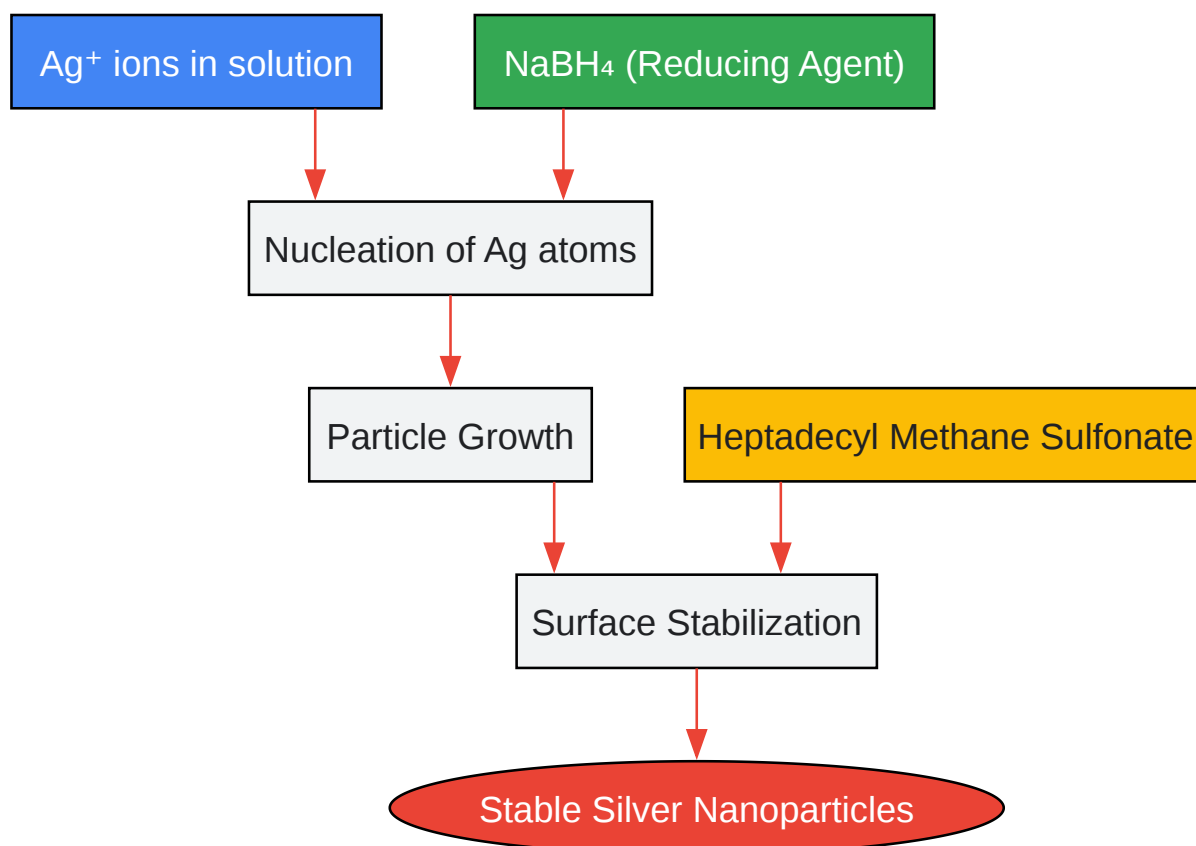 Ag⁺ ions in solution
NaBH₄ (Reducing Agent)
Nucleation of Ag atoms
Particle Growth
Heptadecyl Methane Sulfonate
Surface Stabilization
Stable Silver Nanoparticles